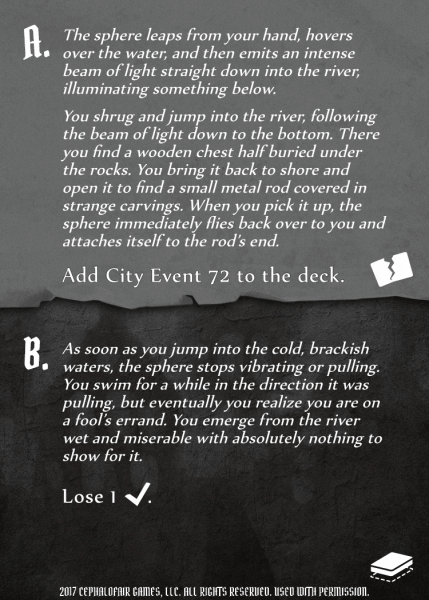 A.
The sphere leaps from your hand, hovers
over the water, and then emits an intense
beam of light straight down into the river,
illuminating something below.
You shrug and jump into the river, following
the beam of light down to the bottom. There
you find a wooden chest half buried under
the rocks. You bring it back to shore and
open it to find a small metal rod covered in
strange carvings. When you pick it up, the
sphere immediately flies back over to you and
attaches itself to the rod's end.
Add City Event 72 to the deck.
B.
As soon as you jump into the cold, brackish
waters, the sphere stops vibrating or pulling.
You swim for a while in the direction it was
pulling, but eventually you realize you are on
a fool's errand. You emerge from the river
wet and miserable with absolutely nothing to
show for it.
Lose 1 ✓.
2017 CEPHALOFAIR GAMES, LLC. ALL RIGHTS RESERVED. USED WITH PERMISSION.